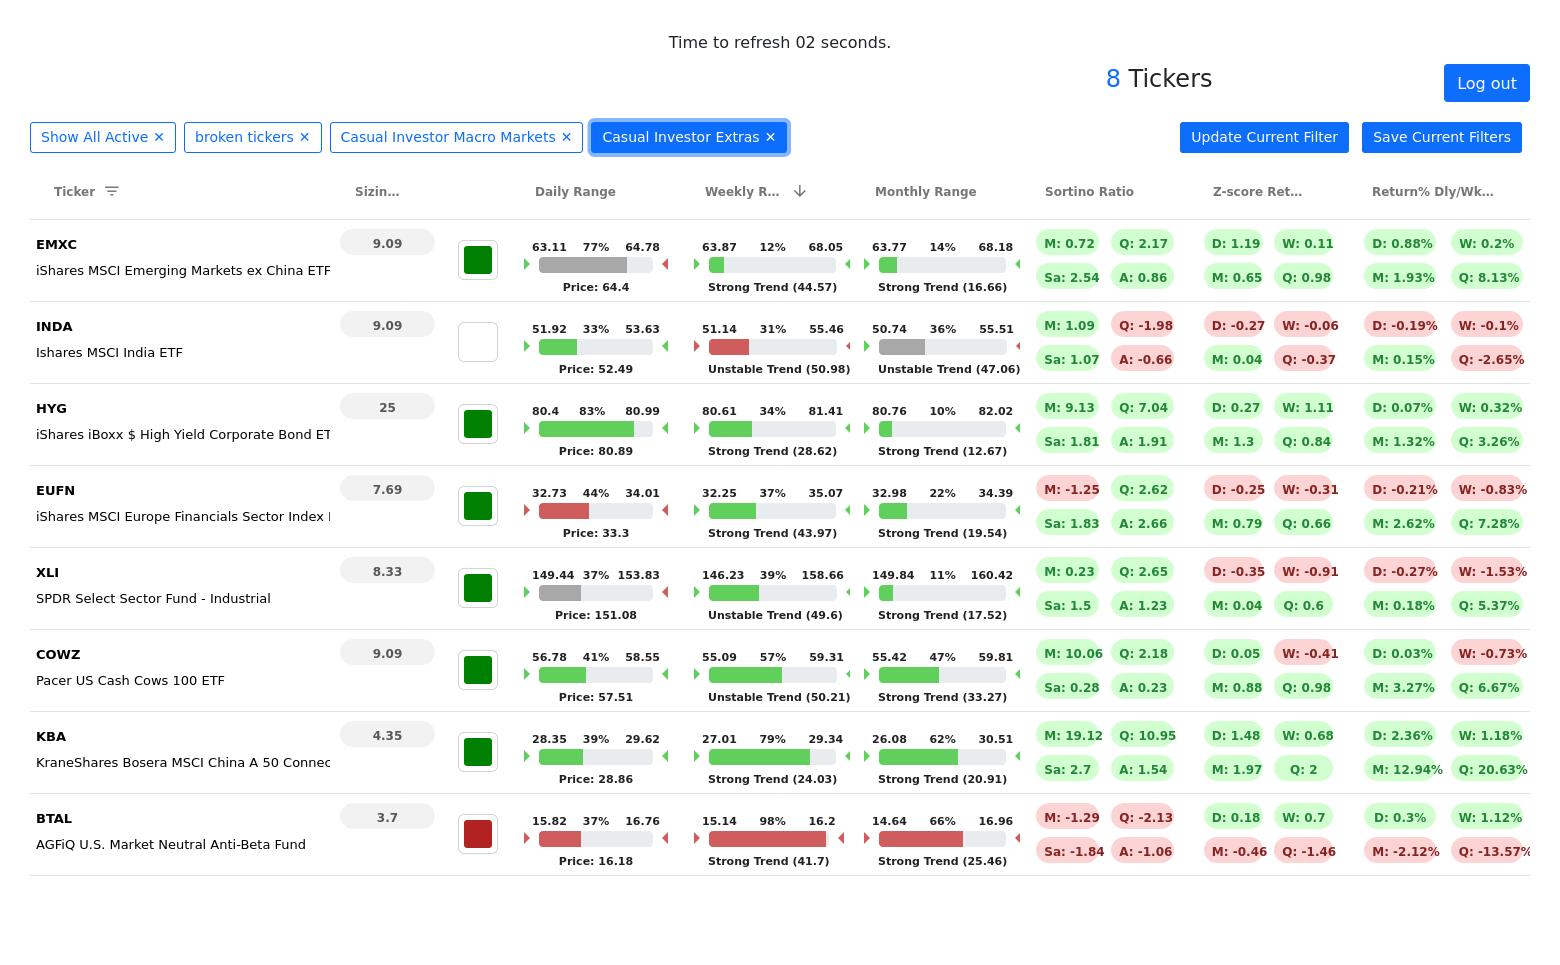 Time to refresh 02 seconds.
8 Tickers
Log out
Show All Active ✕ broken tickers ✕ Casual Investor Macro Markets ✕ Casual Investor Extras ✕ Update Current Filter Save Current Filters
Ticker Sizin... Daily Range Weekly R... Monthly Range Sortino Ratio Z-score Ret... Return% Dly/Wk...
EMXC 9.09 63.11 77% 64.78 63.87 12% 68.05 63.77 14% 68.18 M: 0.72 Q: 2.17 D: 1.19 W: 0.11 D: 0.88% W: 0.2%
iShares MSCI Emerging Markets ex China ETF Sa: 2.54 A: 0.86 M: 0.65 Q: 0.98 M: 1.93% Q: 8.13%
Price: 64.4 Strong Trend (44.57) Strong Trend (16.66)
INDA 9.09 51.92 33% 53.63 51.14 31% 55.46 50.74 36% 55.51 M: 1.09 Q: -1.98 D: -0.27 W: -0.06 D: -0.19% W: -0.1%
Ishares MSCI India ETF Sa: 1.07 A: -0.66 M: 0.04 Q: -0.37 M: 0.15% Q: -2.65%
Price: 52.49 Unstable Trend (50.98) Unstable Trend (47.06)
HYG 25 80.4 83% 80.99 80.61 34% 81.41 80.76 10% 82.02 M: 9.13 Q: 7.04 D: 0.27 W: 1.11 D: 0.07% W: 0.32%
iShares iBoxx $ High Yield Corporate Bond ET Sa: 1.81 A: 1.91 M: 1.3 Q: 0.84 M: 1.32% Q: 3.26%
Price: 80.89 Strong Trend (28.62) Strong Trend (12.67)
EUFN 7.69 32.73 44% 34.01 32.25 37% 35.07 32.98 22% 34.39 M: -1.25 Q: 2.62 D: -0.25 W: -0.31 D: -0.21% W: -0.83%
iShares MSCI Europe Financials Sector Index Sa: 1.83 A: 2.66 M: 0.79 Q: 0.66 M: 2.62% Q: 7.28%
Price: 33.3 Strong Trend (43.97) Strong Trend (19.54)
XLI 8.33 149.44 37% 153.83 146.23 39% 158.66 149.84 11% 160.42 M: 0.23 Q: 2.65 D: -0.35 W: -0.91 D: -0.27% W: -1.53%
SPDR Select Sector Fund - Industrial Sa: 1.5 A: 1.23 M: 0.04 Q: 0.6 M: 0.18% Q: 5.37%
Price: 151.08 Unstable Trend (49.6) Strong Trend (17.52)
COWZ 9.09 56.78 41% 58.55 55.09 57% 59.31 55.42 47% 59.81 M: 10.06 Q: 2.18 D: 0.05 W: -0.41 D: 0.03% W: -0.73%
Pacer US Cash Cows 100 ETF Sa: 0.28 A: 0.23 M: 0.88 Q: 0.98 M: 3.27% Q: 6.67%
Price: 57.51 Unstable Trend (50.21) Strong Trend (33.27)
KBA 4.35 28.35 39% 29.62 27.01 79% 29.34 26.08 62% 30.51 M: 19.12 Q: 10.95 D: 1.48 W: 0.68 D: 2.36% W: 1.18%
KraneShares Bosera MSCI China A 50 Connec Sa: 2.7 A: 1.54 M: 1.97 Q: 2 M: 12.94% Q: 20.63%
Price: 28.86 Strong Trend (24.03) Strong Trend (20.91)
BTAL 3.7 15.82 37% 16.76 15.14 98% 16.2 14.64 66% 16.96 M: -1.29 Q: -2.13 D: 0.18 W: 0.7 D: 0.3% W: 1.12%
AGFiQ U.S. Market Neutral Anti-Beta Fund Sa: -1.84 A: -1.06 M: -0.46 Q: -1.46 M: -2.12% Q: -13.57%
Price: 16.18 Strong Trend (41.7) Strong Trend (25.46)